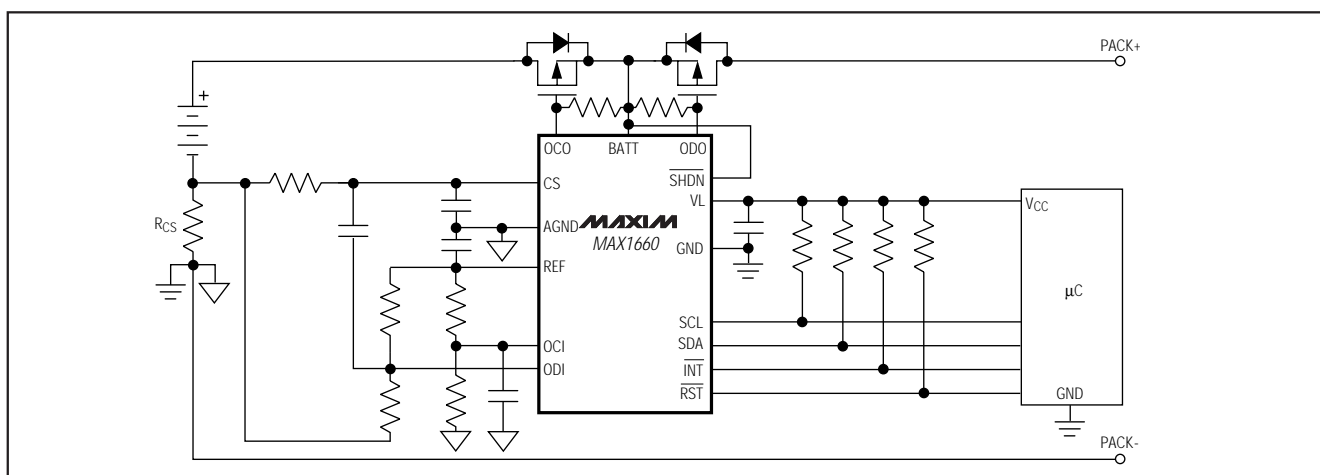 PACK+
+
OCO
BATT
ODO
SHDN
CS
VL
VCC
RCS
AGND
MAXIM
MAX1660
GND
REF
µC
SCL
OCI
SDA
ODI
INT
RST
GND
PACK-